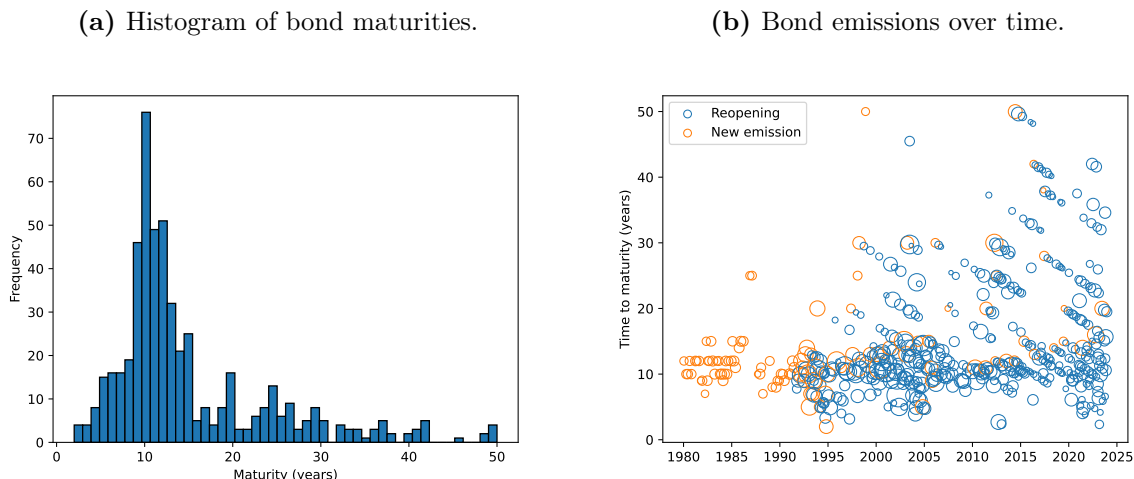 (a) Histogram of bond maturities.
Frequency
70
60
50
40
30
20
10
0
0 10 20 30 40 50
Maturity (years)
(b) Bond emissions over time.
Time to maturity (years)
50
40
30
20
10
0
Reopening
New emission
1980 1985 1990 1995 2000 2005 2010 2015 2020 2025